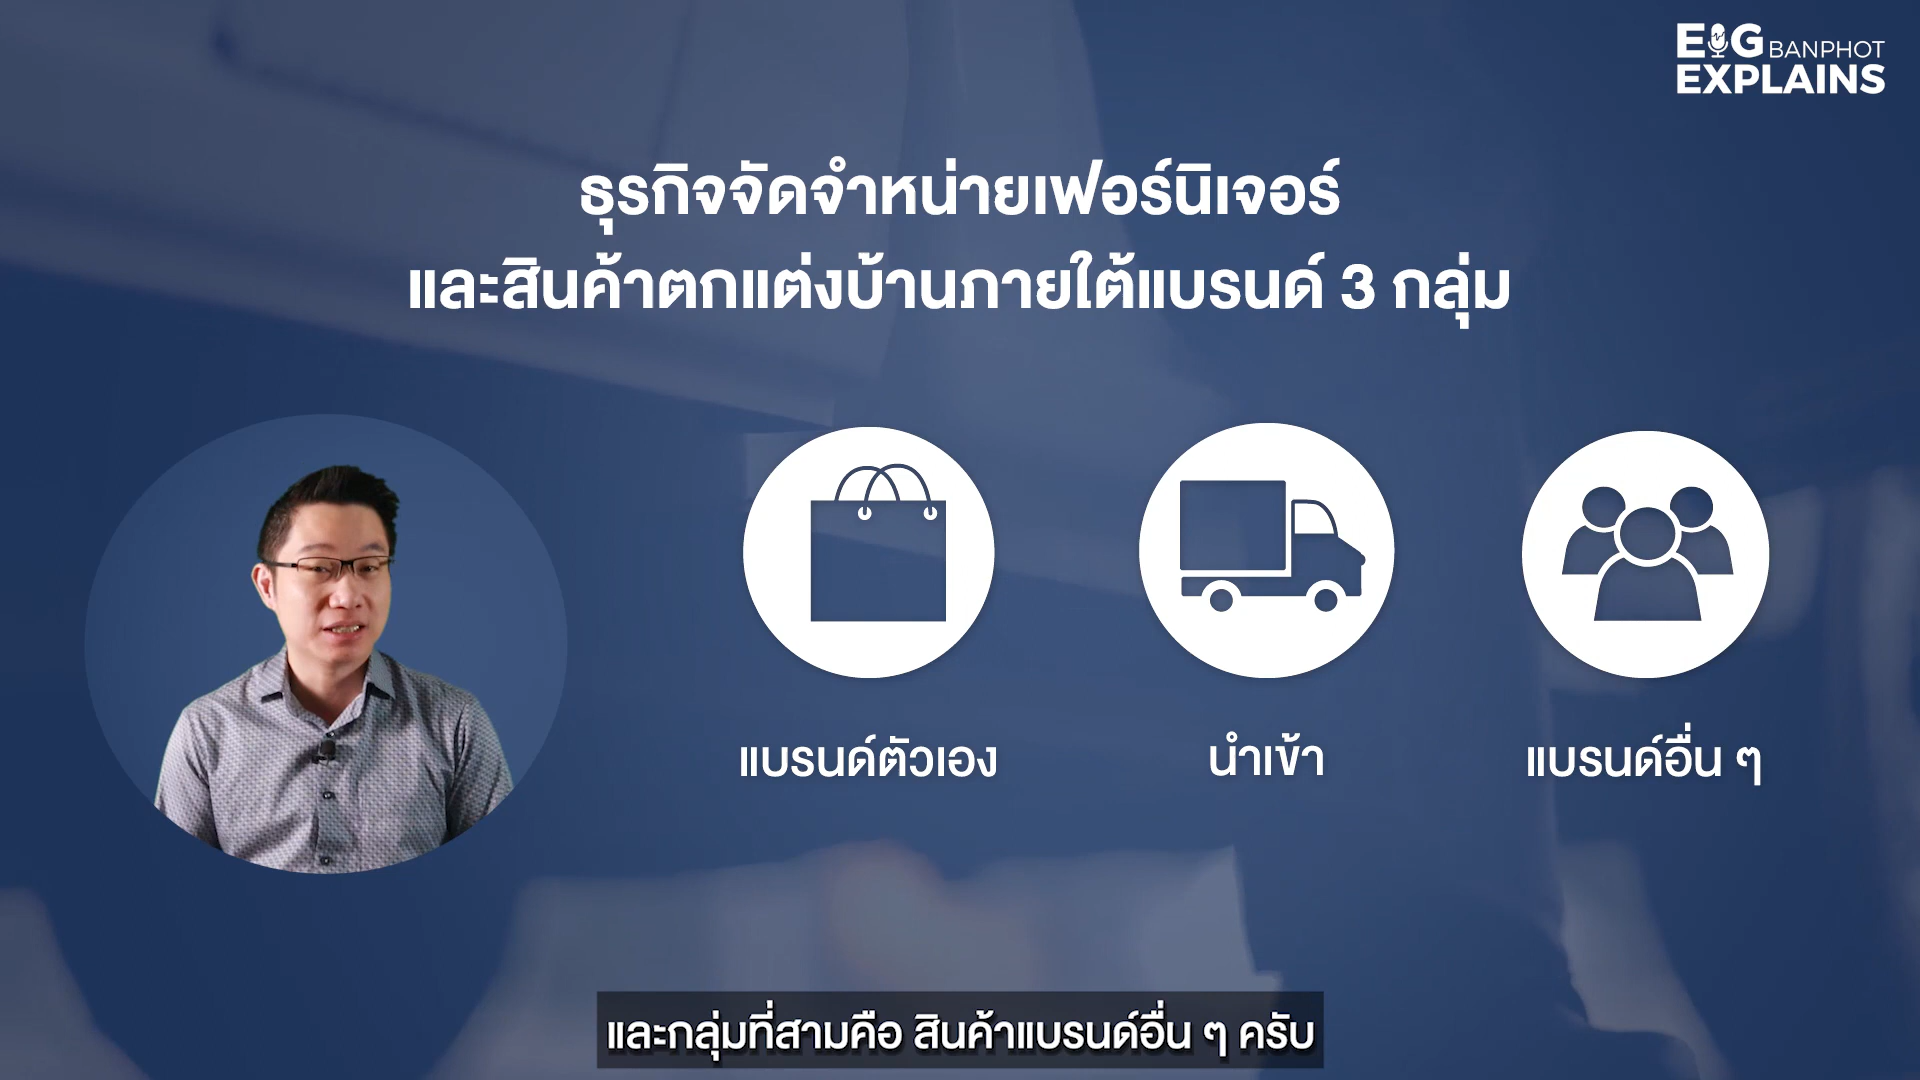 EIG BANPHOT
EXPLAINS
ธุรกิจจัดจำหน่ายเฟอร์นิเจอร์
และสินค้าตกแต่งบ้านภายใต้แบรนด์ 3 กลุ่ม
แบรนด์ตัวเอง
นำเข้า
แบรนด์อื่น ๆ
และกลุ่มที่สามคือ สินค้าแบรนด์อื่น ๆ ครับ